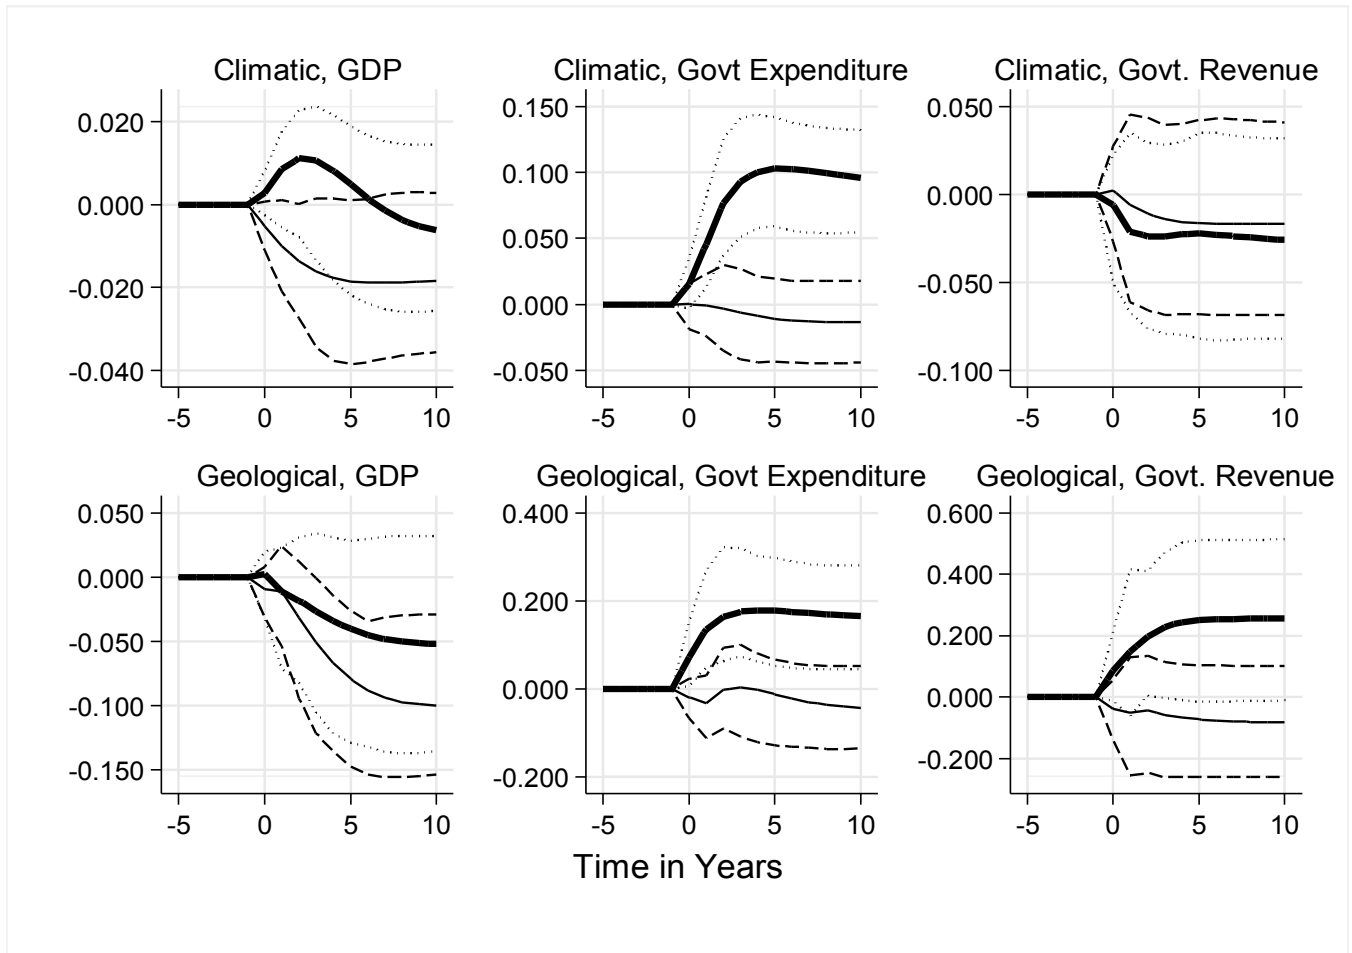 Climatic, GDP
0.020
0.000
-0.020
-0.040
-5 0 5 10
Climatic, Govt Expenditure
0.150
0.100
0.050
0.000
-0.050
-5 0 5 10
Climatic, Govt. Revenue
0.050
0.000
-0.050
-0.100
-5 0 5 10
Geological, GDP
0.050
0.000
-0.050
-0.100
-0.150
-5 0 5 10
Geological, Govt Expenditure
0.400
0.200
0.000
-0.200
-5 0 5 10
Geological, Govt. Revenue
0.600
0.400
0.200
0.000
-0.200
-5 0 5 10
Time in Years